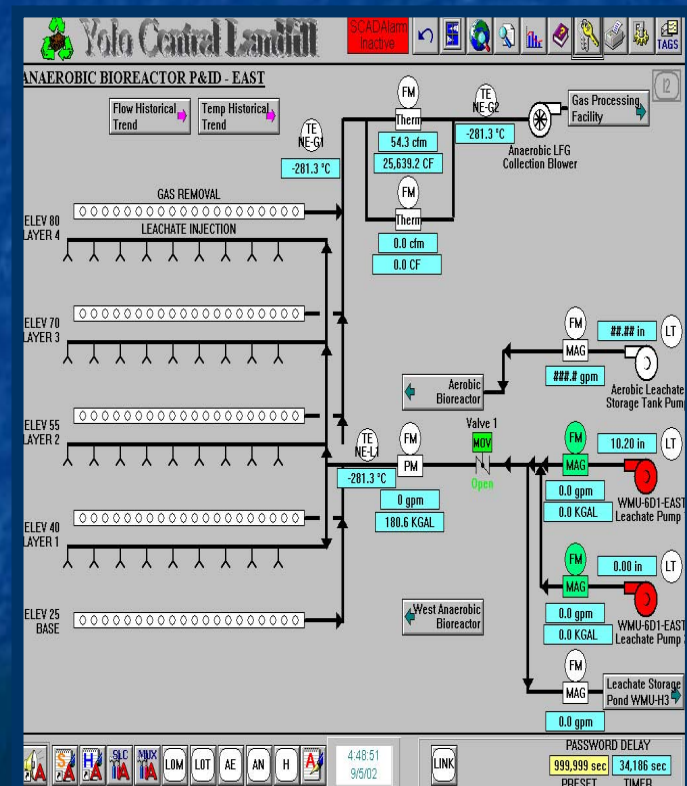 Yolo Central Landfill
SCADAlarm
Inactive
TAGS
ANAEROBIC BIOREACTOR P&ID - EAST
12
Flow Historical
Trend
Temp Historical
Trend
TE
NE-G1
-281.3 °C
FM
Therm
54.3 cfm
25,639.2 CF
TE
NE-G2
-281.3 °C
Anaerobic LFG
Collection Blower
Gas Processing
Facility
FM
Therm
0.0 cfm
0.0 CF
GAS REMOVAL
ELEV 80
LAYER 4
LEACHATE INJECTION
ELEV 70
LAYER 3
ELEV 55
LAYER 2
ELEV 40
LAYER 1
ELEV 25
BASE
FM
MAG
###.# gpm
##.## in
LT
Aerobic Leachate
Storage Tank Pump
Aerobic
Bioreactor
TE
NE-L1
-281.3 °C
FM
PM
0 gpm
180.6 KGAL
Valve 1
MOV
Open
FM
MAG
0.0 gpm
0.0 KGAL
10.20 in
LT
WMU-6D1-EAST
Leachate Pump
FM
MAG
0.0 gpm
0.0 KGAL
0.00 in
LT
WMU-6D1-EAST
Leachate Pump
West Anaerobic
Bioreactor
FM
MAG
0.0 gpm
Leachate Storage
Pond WMU-H3
A
S A
H A
SLC A
MUX A
LOM
LOT
AE
AN
H
A
4:48:51
9/5/02
LINK
PASSWORD DELAY
999,999 sec
34,186 sec
PRESET
TIMER